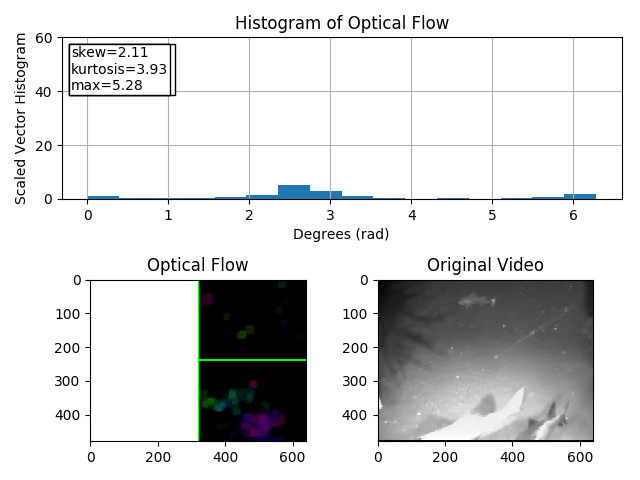 Histogram of Optical Flow
Scaled Vector Histogram
60
40
20
0
skew=2.11
kurtosis=3.93
max=5.28
0 1 2 3 4 5 6
Degrees (rad)
Optical Flow
0
100
200
300
400
0 200 400 600
Original Video
0
100
200
300
400
0 200 400 600